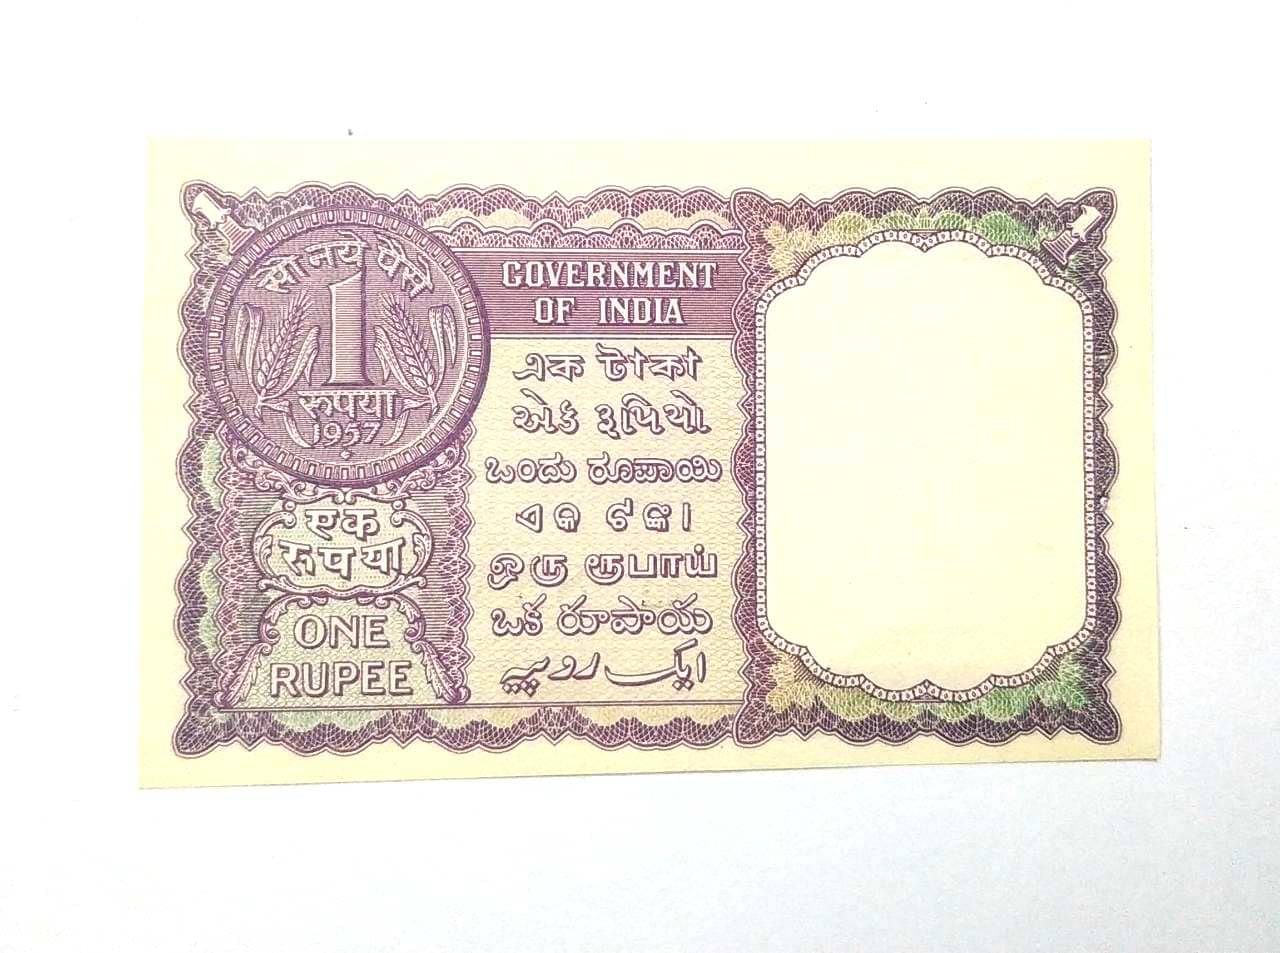 सौ नये पैसे
1
रुपया
1957
एक
रुपया
ONE
RUPEE
GOVERNMENT
OF INDIA
এক টাকা
એક રૂપિયો
ಒಂದು ರೂಪಾಯಿ
ଏକ ଟଙ୍କା
ஒரு ரூபாய்
ఒక రూపాయ
ایک روپیہ